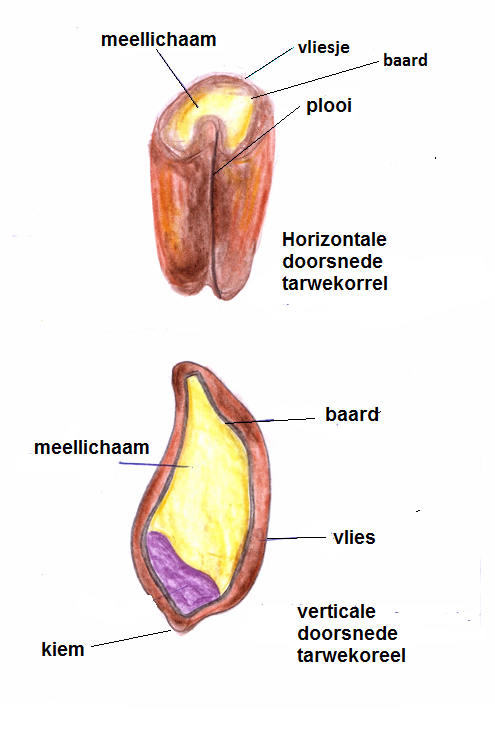 meellichaam
vliesje
baard
plooi
Horizontale
doorsnede
tarwekorrel
baard
meellichaam
vlies
verticale
doorsnede
tarwekoreel
kiem